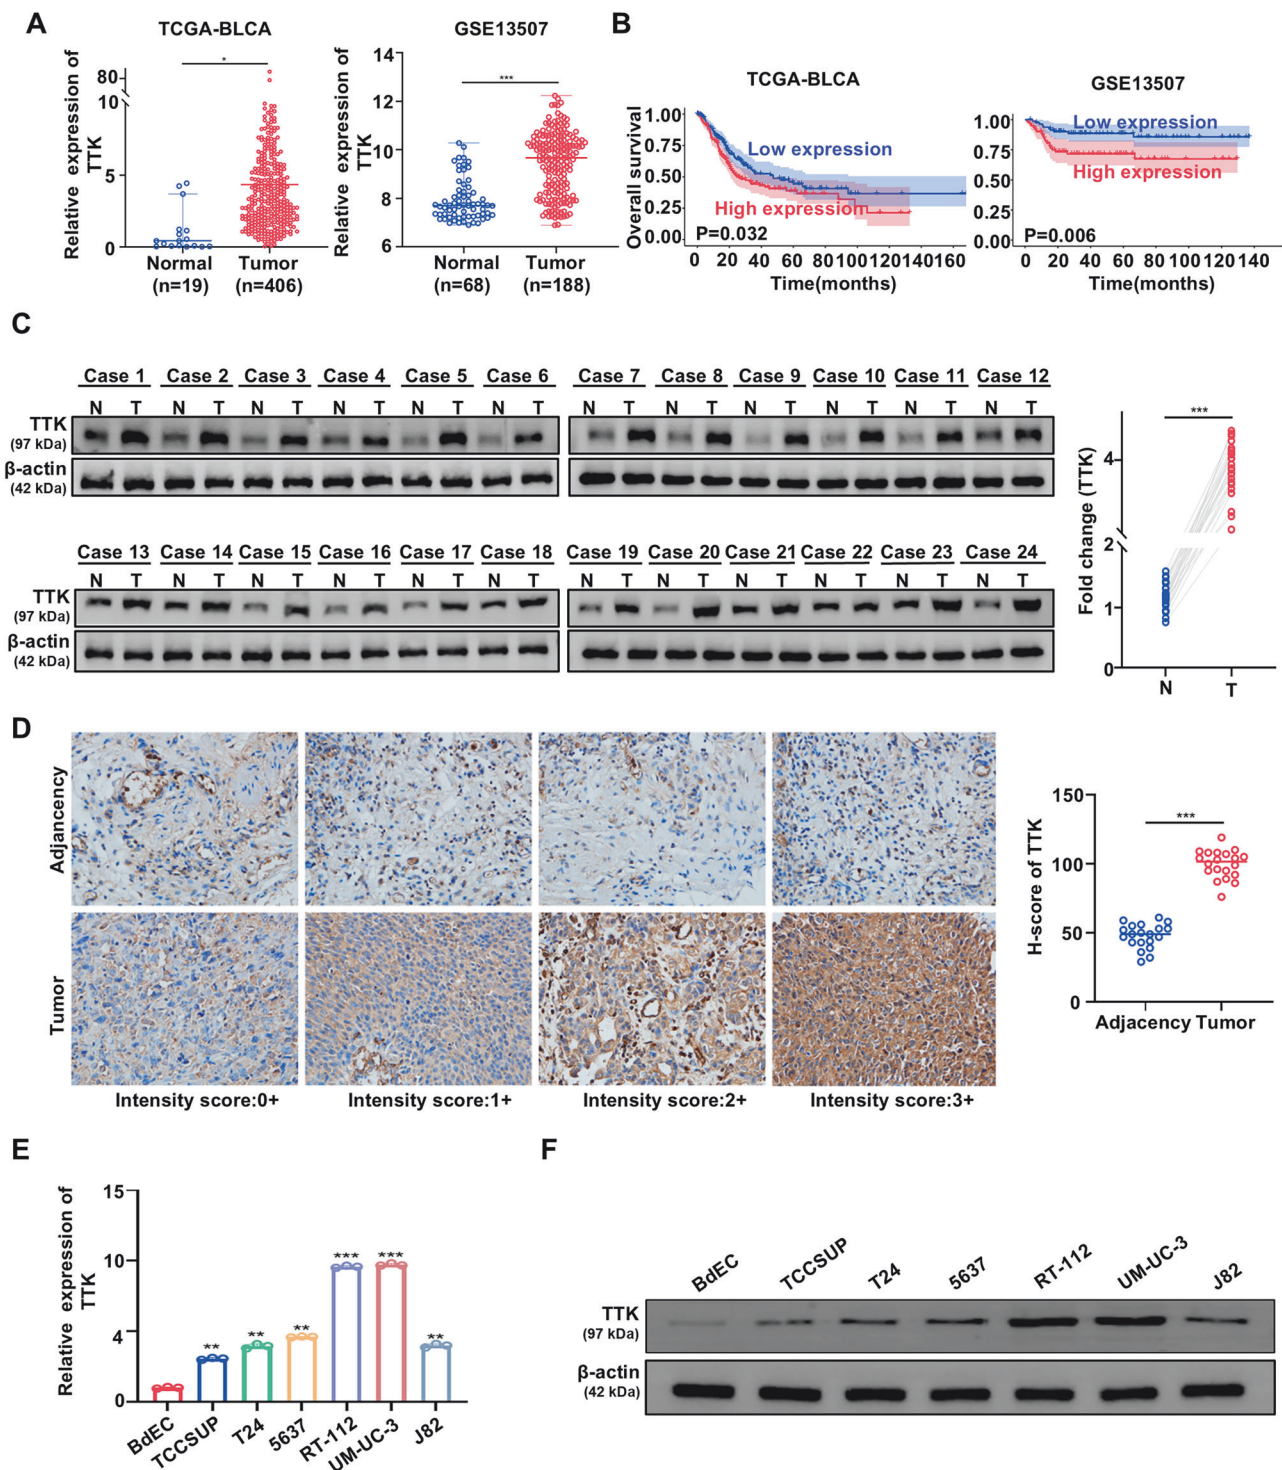 A
TCGA-BLCA
GSE13507
Relative expression of
TTK
*
80
10
5
0
Normal
(n=19)
Tumor
(n=406)
Relative expression of
TTK
***
14
12
10
8
6
Normal
(n=68)
Tumor
(n=188)
B
TCGA-BLCA
GSE13507
Overall survival
1.00
0.75
0.50
0.25
0.00
Low expression
High expression
P=0.032
0 20 40 60 80 100 120 140 160
Time(months)
1.00
0.75
0.50
0.25
0.00
Low expression
High expression
P=0.006
0 20 40 60 80 100 120 140
Time(months)
C
Case 1 Case 2 Case 3 Case 4 Case 5 Case 6 Case 7 Case 8 Case 9 Case 10 Case 11 Case 12
N T N T N T N T N T N T N T N T N T N T N T N T
TTK
(97 kDa)
β-actin
(42 kDa)
Case 13 Case 14 Case 15 Case 16 Case 17 Case 18 Case 19 Case 20 Case 21 Case 22 Case 23 Case 24
N T N T N T N T N T N T N T N T N T N T N T N T
TTK
(97 kDa)
β-actin
(42 kDa)
Fold change (TTK)
***
4
2
1
0
N T
D
Adjancency
Tumor
Intensity score:0+ Intensity score:1+ Intensity score:2+ Intensity score:3+
H-score of TTK
***
150
100
50
0
Adjacency Tumor
E
Relative expression of
TTK
15
10
4
0
** ** ** *** *** **
BdEC TCCSUP T24 5637 RT-112 UM-UC-3 J82
F
BdEC TCCSUP T24 5637 RT-112 UM-UC-3 J82
TTK
(97 kDa)
β-actin
(42 kDa)